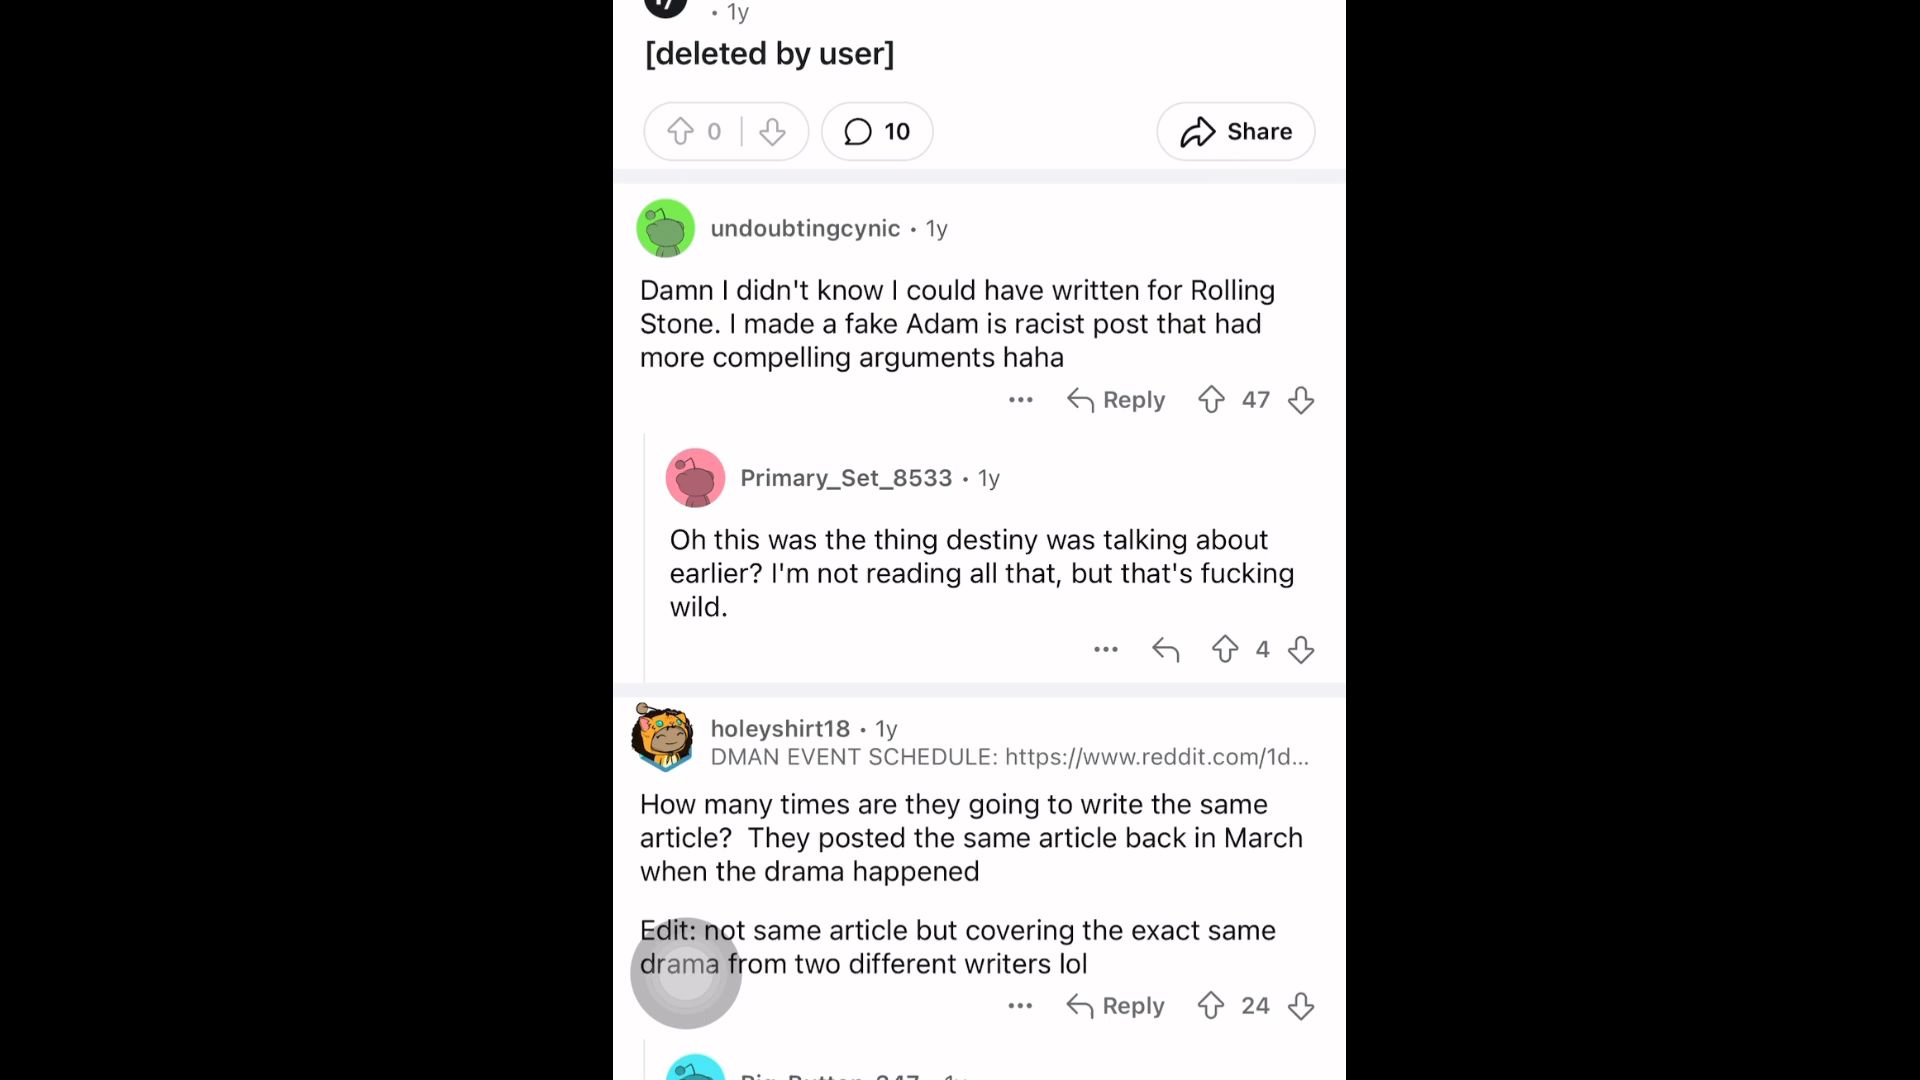 • 1y
[deleted by user]
0
10
Share
undoubtingcynic • 1y
Damn I didn't know I could have written for Rolling
Stone. I made a fake Adam is racist post that had
more compelling arguments haha
... Reply 47
Primary_Set_8533 • 1y
Oh this was the thing destiny was talking about
earlier? I'm not reading all that, but that's fucking
wild.
... 4
holeyshirt18 • 1y
DMAN EVENT SCHEDULE: https://www.reddit.com/1d...
How many times are they going to write the same
article?  They posted the same article back in March
when the drama happened
Edit: not same article but covering the exact same
drama from two different writers lol
... Reply 24